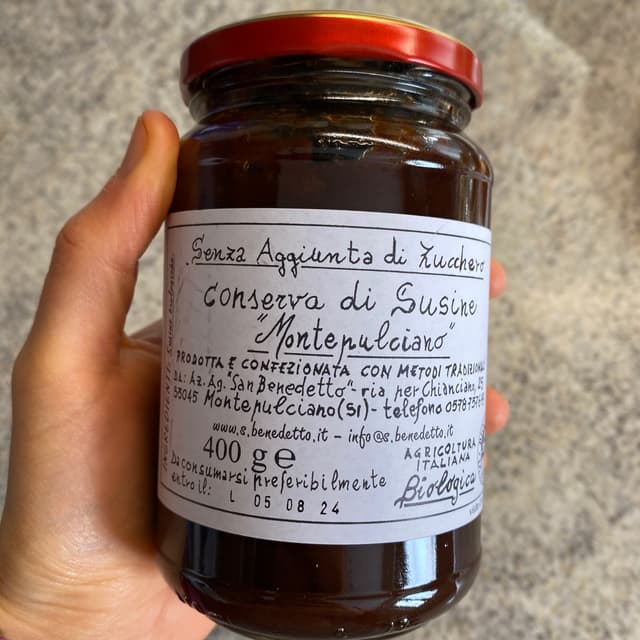 Senza Aggiunta di Zucchero
Conserva di Susine
"Montepulciano"
PRODOTTA E CONFEZIONATA CON METODI TRADIZIONALI
DA: Az. Ag. "San Benedetto" - via per Chianciano, 25
53045 Montepulciano (SI) - telefono 0578
www.s.benedetto.it - info@s.benedetto.it
400 g e
AGRICOLTURA
ITALIANA
Biologica
Da consumarsi preferibilmente
entro il: L 05 08 24
INGREDIENTI: